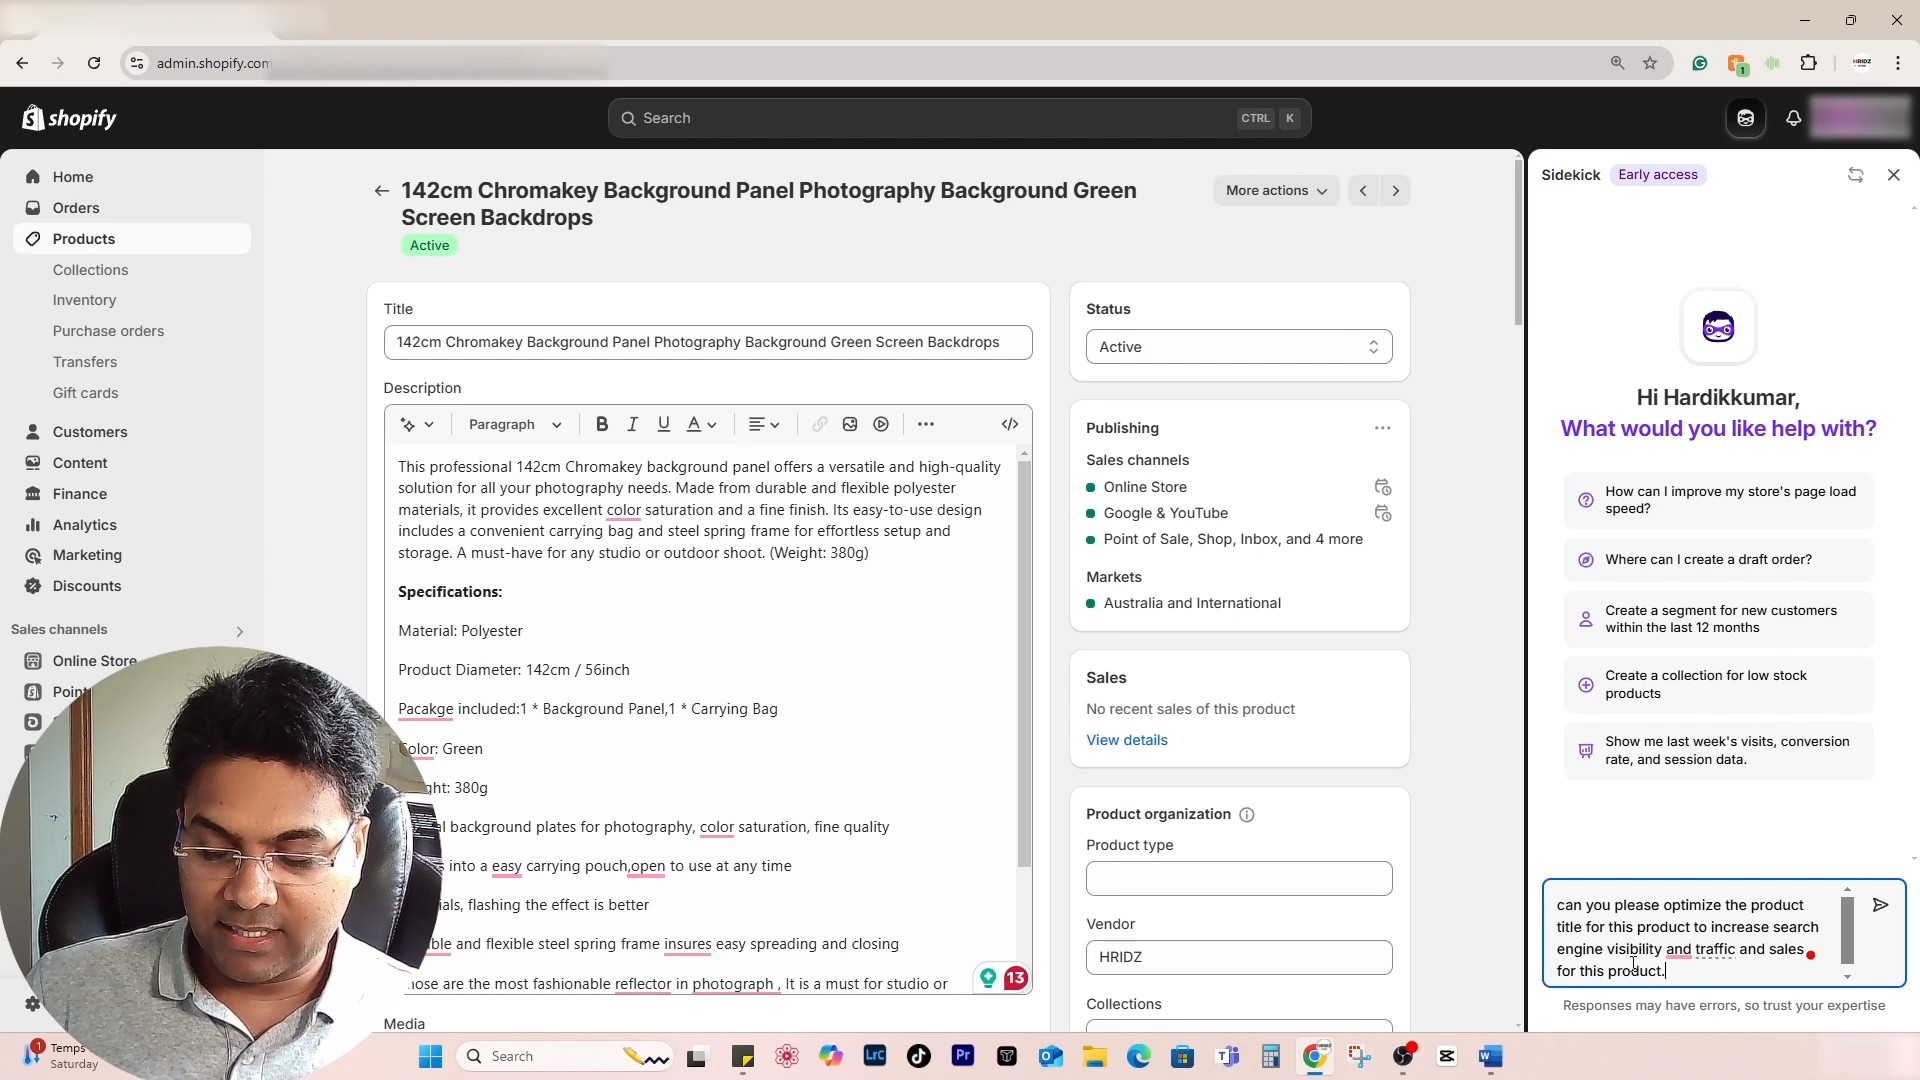 admin.shopify.com
1
HRIDZ
shopify
Search
CTRL K
Home
Orders
Products
Collections
Inventory
Purchase orders
Transfers
Gift cards
Customers
Content
Finance
Analytics
Marketing
Discounts
Sales channels
Online Store
Point
142cm Chromakey Background Panel Photography Background Green
Screen Backdrops
Active
More actions
Title
142cm Chromakey Background Panel Photography Background Green Screen Backdrops
Description
Paragraph
B I U A
This professional 142cm Chromakey background panel offers a versatile and high-quality
solution for all your photography needs. Made from durable and flexible polyester
materials, it provides excellent color saturation and a fine finish. Its easy-to-use design
includes a convenient carrying bag and steel spring frame for effortless setup and
storage. A must-have for any studio or outdoor shoot. (Weight: 380g)
Specifications:
Material: Polyester
Product Diameter: 142cm / 56inch
Pacakge included:1 * Background Panel,1 * Carrying Bag
Color: Green
ght: 380g
al background plates for photography, color saturation, fine quality
into a easy carrying pouch,open to use at any time
ials, flashing the effect is better
ble and flexible steel spring frame insures easy spreading and closing
hose are the most fashionable reflector in photograph , It is a must for studio or
13
Media
Status
Active
Publishing
Sales channels
Online Store
Google & YouTube
Point of Sale, Shop, Inbox, and 4 more
Markets
Australia and International
Sales
No recent sales of this product
View details
Product organization
Product type
Vendor
HRIDZ
Collections
Sidekick Early access
Hi Hardikkumar,
What would you like help with?
How can I improve my store's page load
speed?
Where can I create a draft order?
Create a segment for new customers
within the last 12 months
Create a collection for low stock
products
Show me last week's visits, conversion
rate, and session data.
can you please optimize the product
title for this product to increase search
engine visibility and traffic and sales
for this product.
Responses may have errors, so trust your expertise
1
Temps
Saturday
Search
LrC
Pr